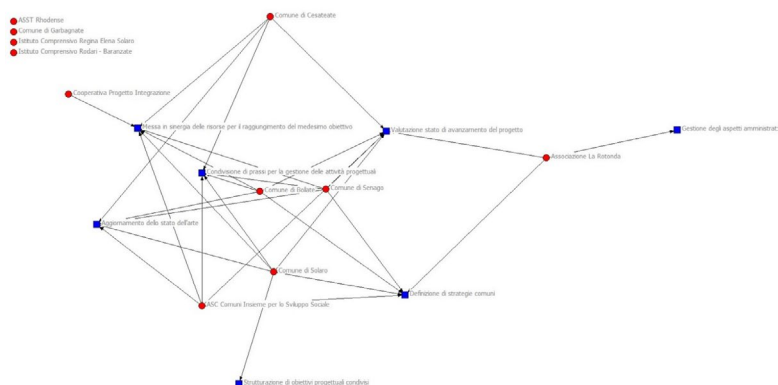 ASST Rhodense
Comune di Garbagnate
Istituto Comprensivo Regina Elena Solaro
Istituto Comprensivo Rodari - Baranzate
Comune di Cesateate
Cooperativa Progetto Integrazione
Messa in sinergia delle risorse per il raggiungimento del medesimo obiettivo
Valutazione stato di avanzamento del progetto
Gestione degli aspetti amministrat
Associazione La Rotonda
Condivisione di prassi per la gestione delle attività progettuali
Comune di Bollate
Comune di Senago
Aggiornamento dello stato dell'arte
Comune di Solaro
Definizione di strategie comuni
ASC Comuni Insieme per lo Sviluppo Sociale
Strutturazione di obiettivi progettuali condivisi